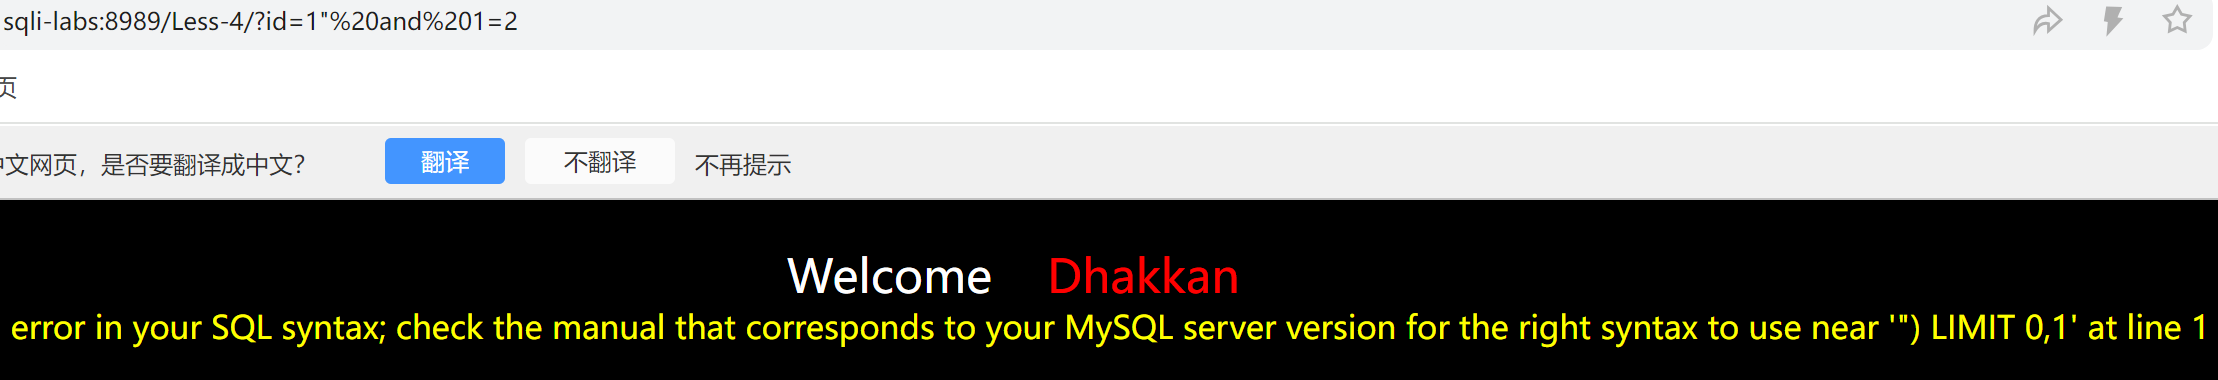 sqli-labs:8989/Less-4/?id=1"%20and%201=2
页
中文网页，是否要翻译成中文？ 翻译 不翻译 不再提示
Welcome Dhakkan
error in your SQL syntax; check the manual that corresponds to your MySQL server version for the right syntax to use near '") LIMIT 0,1' at line 1